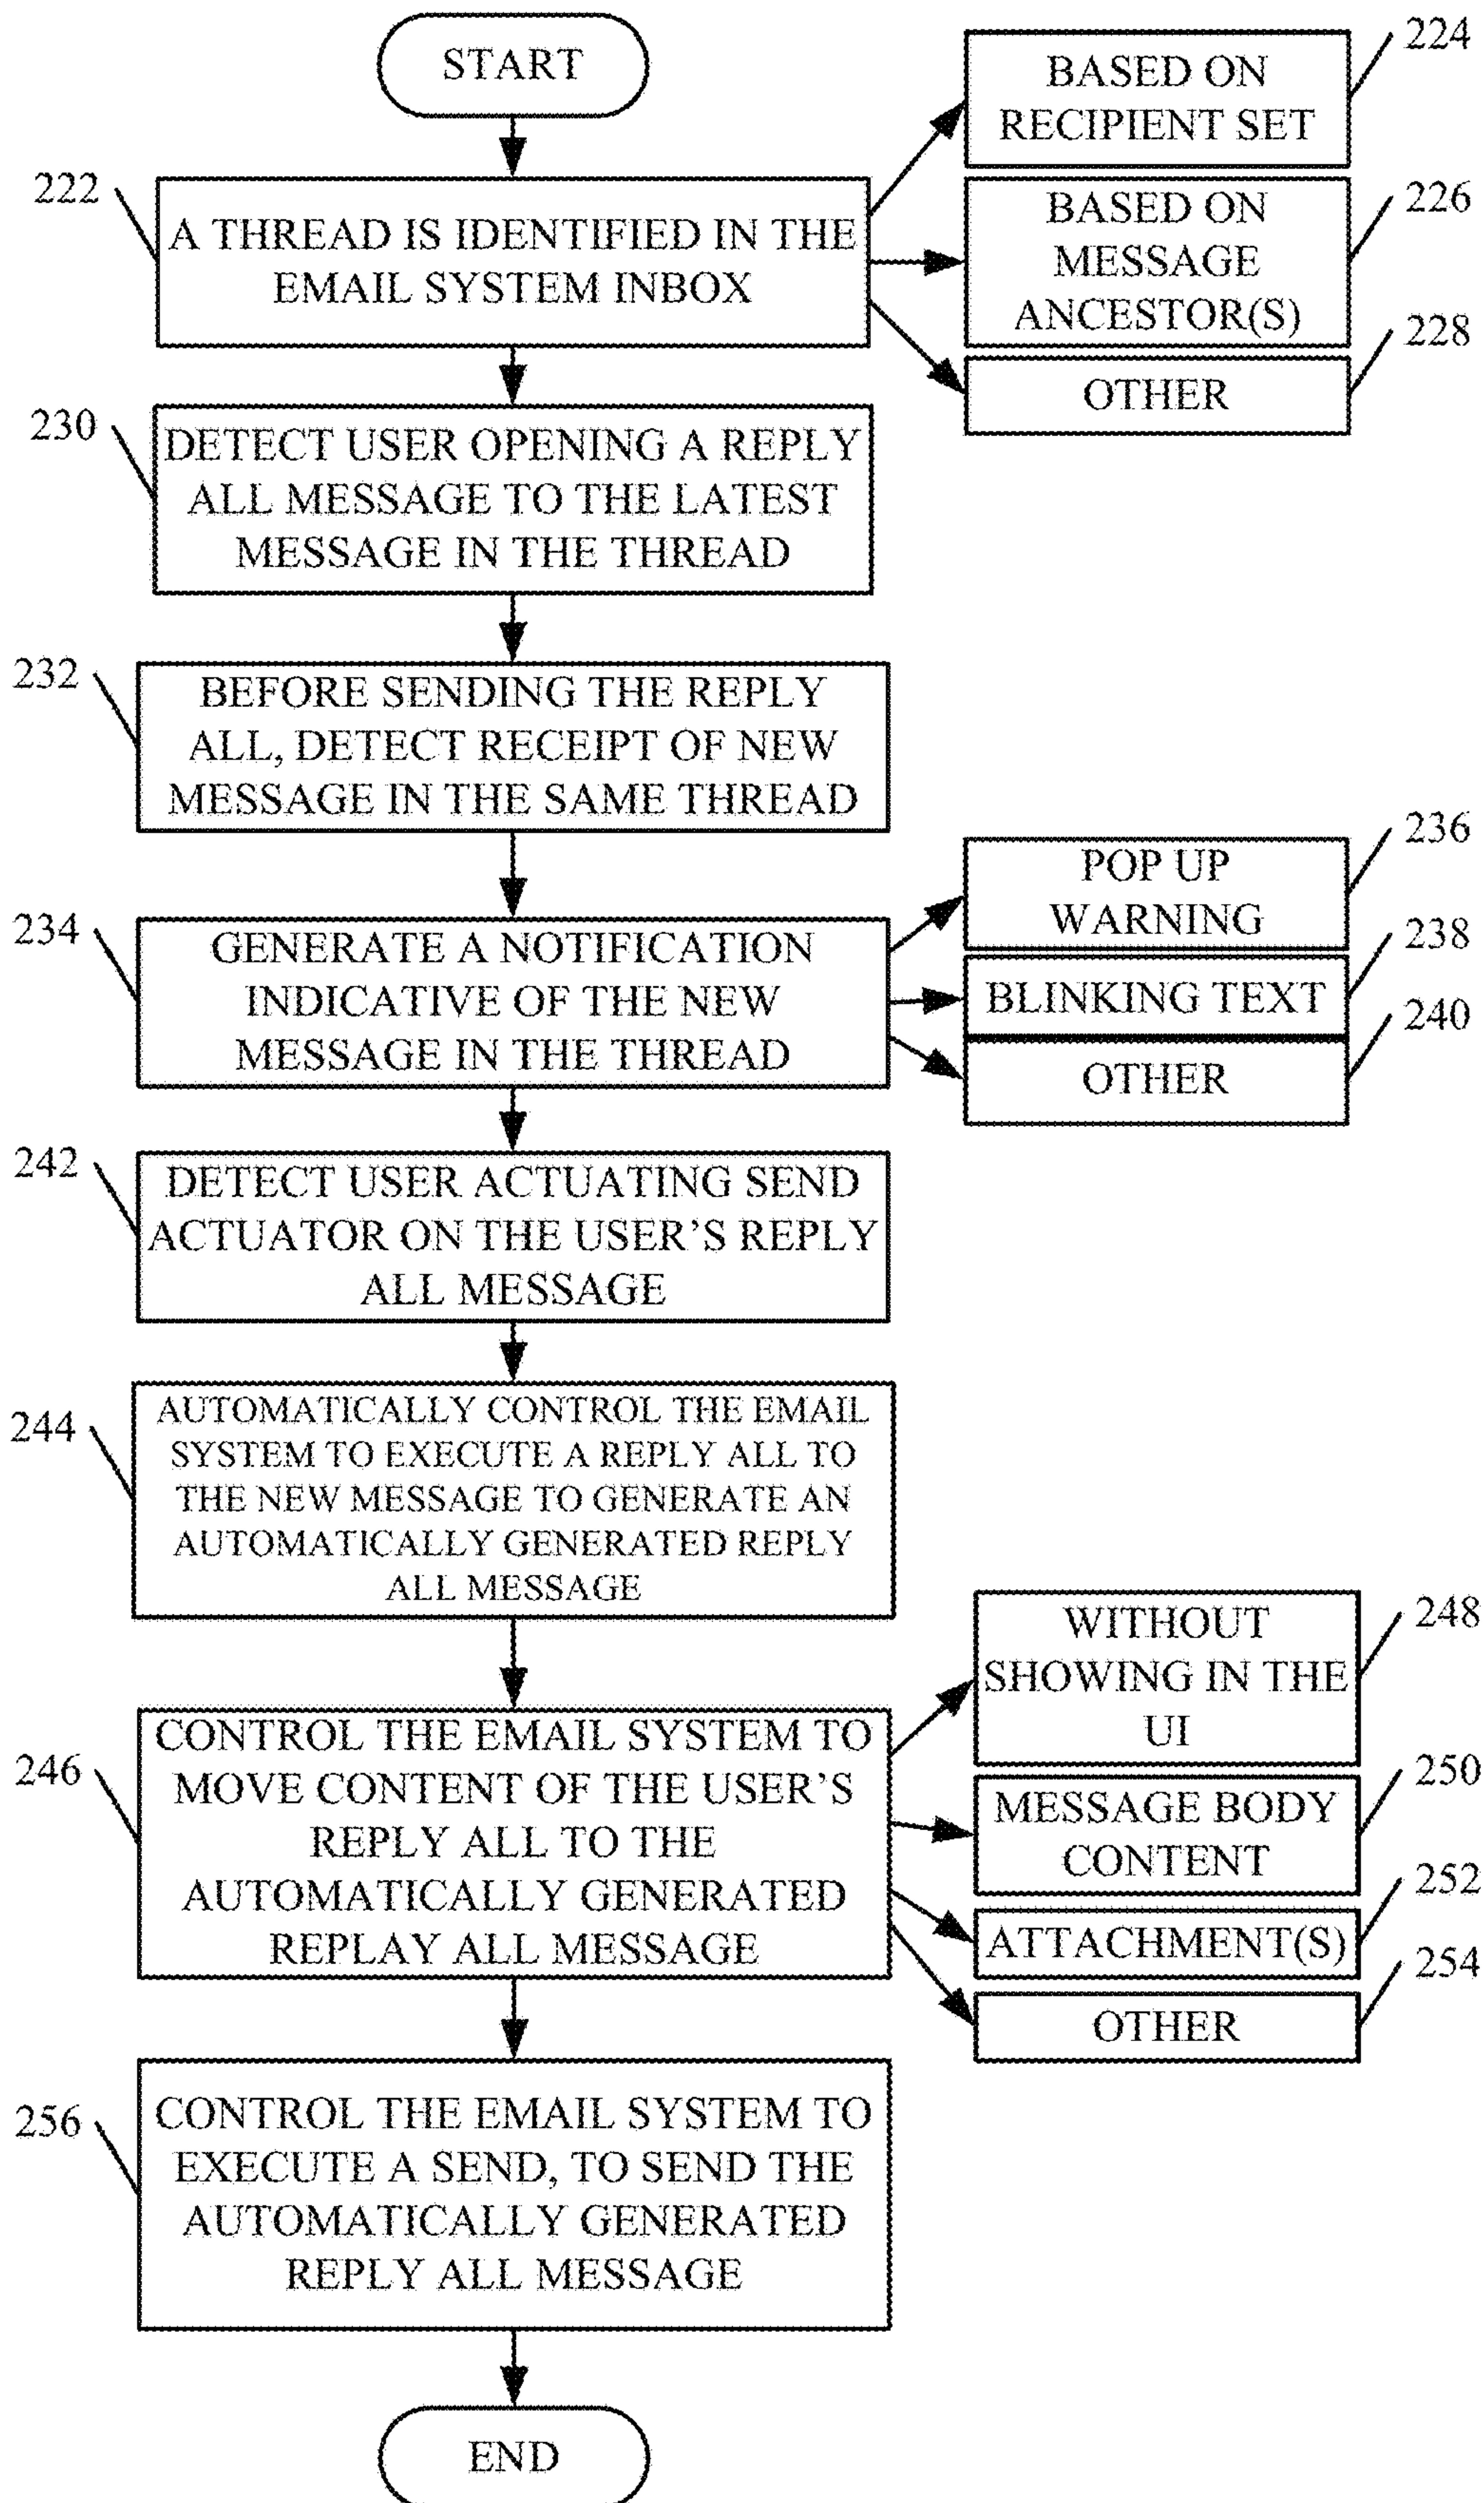 START
224
BASED ON
RECIPIENT SET
222
A THREAD IS IDENTIFIED IN THE
EMAIL SYSTEM INBOX
226
BASED ON
MESSAGE
ANCESTOR(S)
228
OTHER
230
DETECT USER OPENING A REPLY
ALL MESSAGE TO THE LATEST
MESSAGE IN THE THREAD
232
BEFORE SENDING THE REPLY
ALL, DETECT RECEIPT OF NEW
MESSAGE IN THE SAME THREAD
234
GENERATE A NOTIFICATION
INDICATIVE OF THE NEW
MESSAGE IN THE THREAD
236
POP UP
WARNING
238
BLINKING TEXT
240
OTHER
242
DETECT USER ACTUATING SEND
ACTUATOR ON THE USER'S REPLY
ALL MESSAGE
244
AUTOMATICALLY CONTROL THE EMAIL
SYSTEM TO EXECUTE A REPLY ALL TO
THE NEW MESSAGE TO GENERATE AN
AUTOMATICALLY GENERATED REPLY
ALL MESSAGE
246
CONTROL THE EMAIL SYSTEM TO
MOVE CONTENT OF THE USER'S
REPLY ALL TO THE
AUTOMATICALLY GENERATED
REPLAY ALL MESSAGE
248
WITHOUT
SHOWING IN THE
UI
250
MESSAGE BODY
CONTENT
252
ATTACHMENT(S)
254
OTHER
256
CONTROL THE EMAIL SYSTEM TO
EXECUTE A SEND, TO SEND THE
AUTOMATICALLY GENERATED
REPLY ALL MESSAGE
END